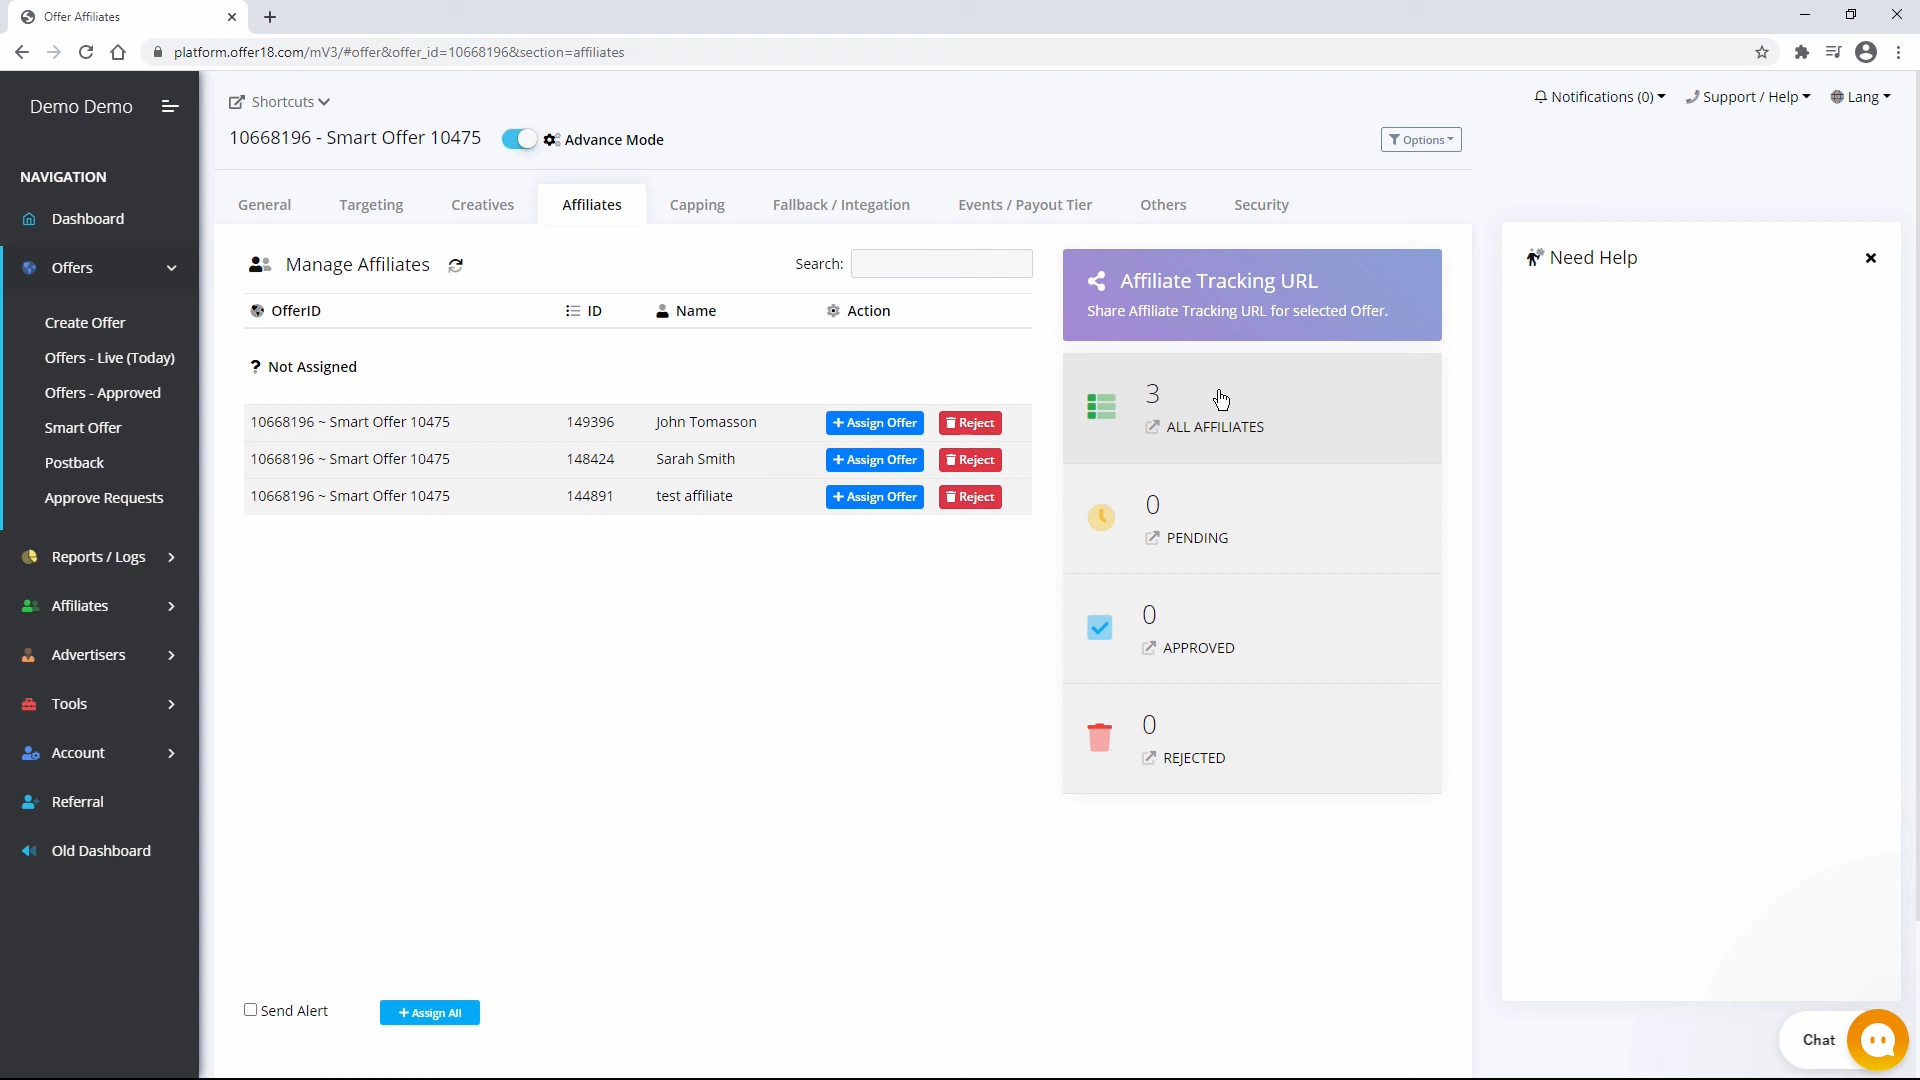 Offer Affiliates
platform.offer18.com/mV3/#offer&offer_id=10668196&section=affiliates
Demo Demo
NAVIGATION
Dashboard
Offers
Create Offer
Offers - Live (Today)
Offers - Approved
Smart Offer
Postback
Approve Requests
Reports / Logs
Affiliates
Advertisers
Tools
Account
Referral
Old Dashboard
Shortcuts
Notifications (0) Support / Help Lang
10668196 - Smart Offer 10475 Advance Mode Options
General Targeting Creatives Affiliates Capping Fallback / Integation Events / Payout Tier Others Security
Manage Affiliates Search:
OfferID ID Name Action
? Not Assigned
10668196 ~ Smart Offer 10475 149396 John Tomasson + Assign Offer Reject
10668196 ~ Smart Offer 10475 148424 Sarah Smith + Assign Offer Reject
10668196 ~ Smart Offer 10475 144891 test affiliate + Assign Offer Reject
Send Alert + Assign All
Affiliate Tracking URL
Share Affiliate Tracking URL for selected Offer.
3
ALL AFFILIATES
0
PENDING
0
APPROVED
0
REJECTED
Need Help
Chat